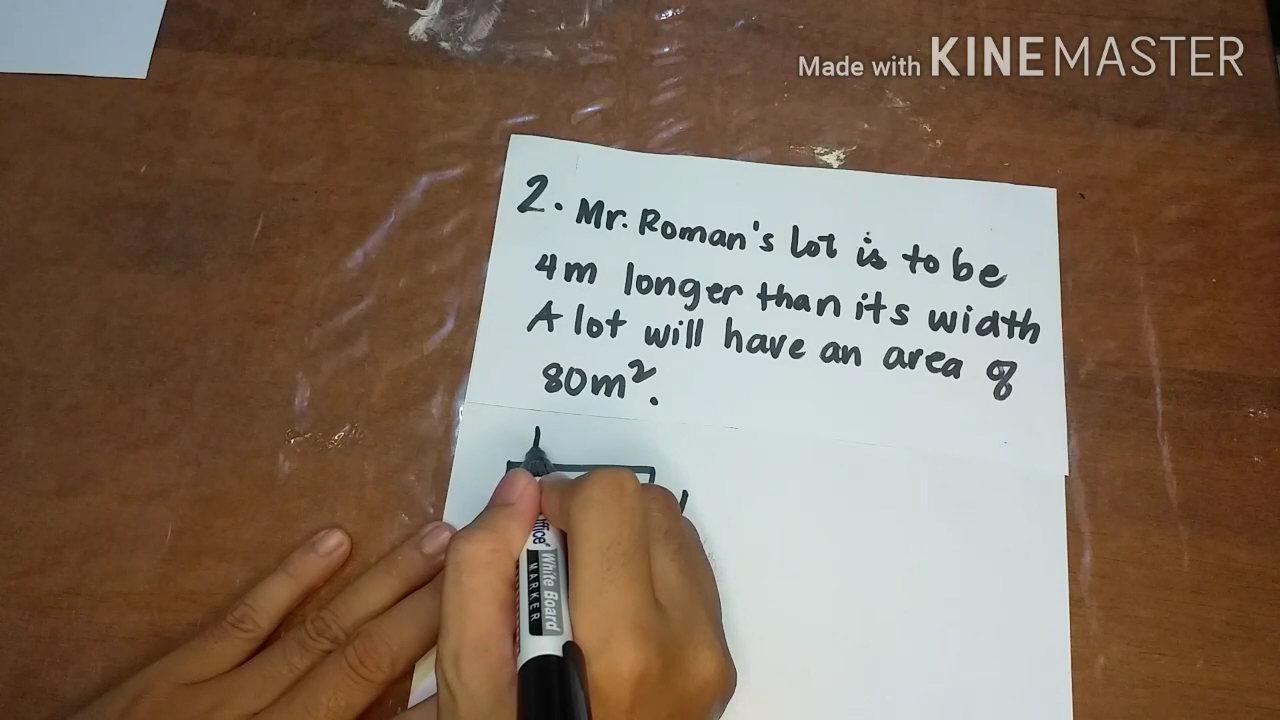 Made with KINEMASTER
2. Mr. Roman's lot is to be
4m longer than its width
A lot will have an area of
80m².
Office White Board
MARKER